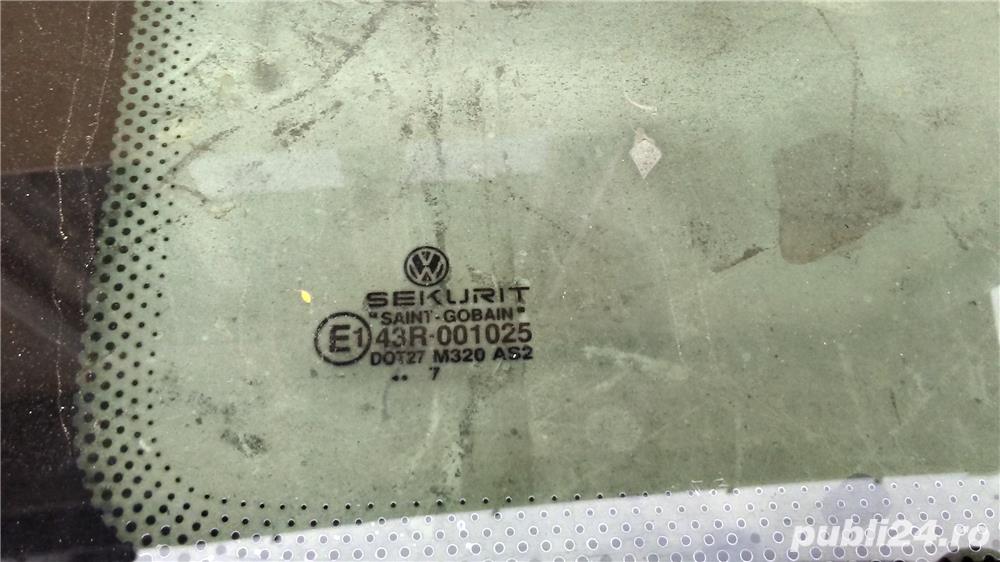 SEKURIT
"SAINT-GOBAIN"
E1 43R-001025
DOT27 M320 AS2
.. 7
publi24.ro